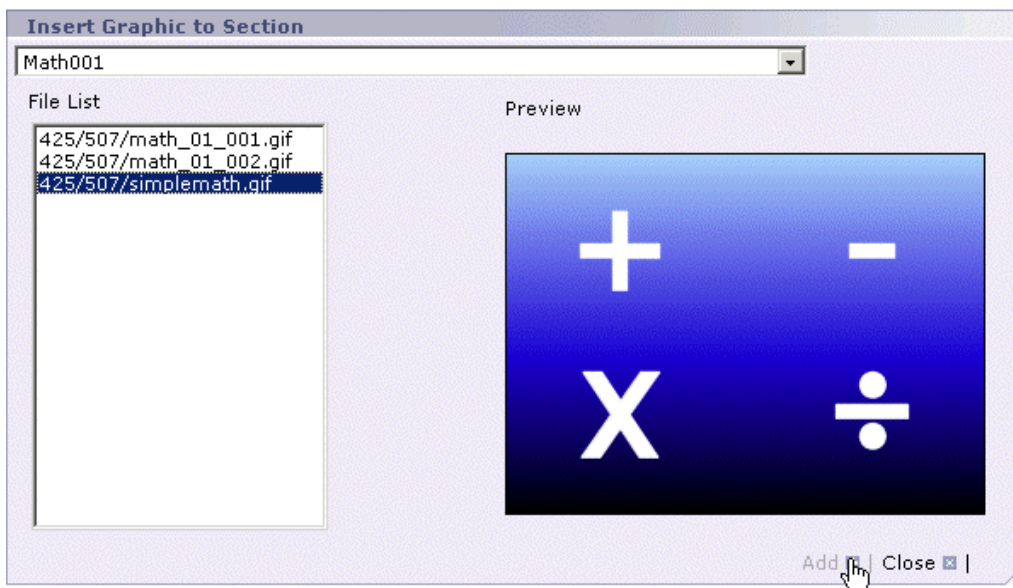 Insert Graphic to Section
Math001
File List
Preview
425/507/math_01_001.gif
425/507/math_01_002.gif
425/507/simplemath.gif
+ -
X ÷
Add | Close |